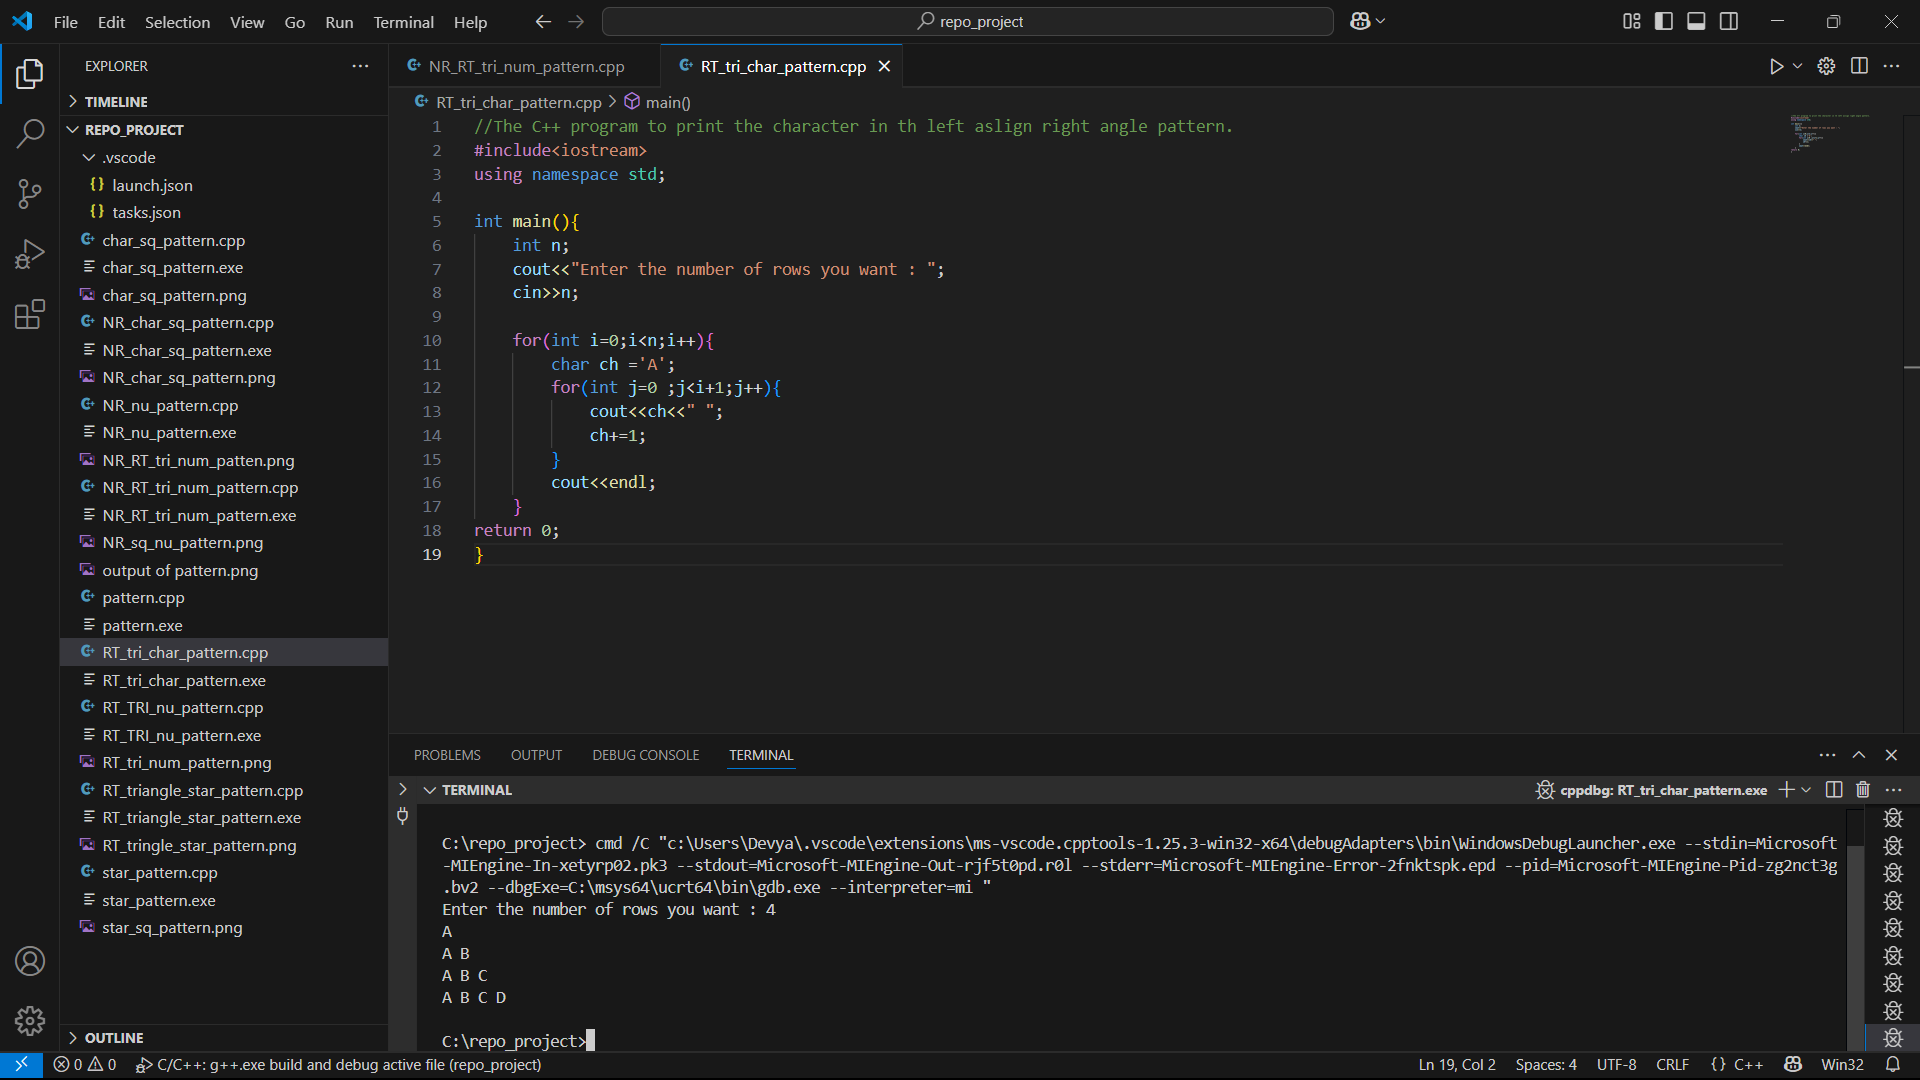 File Edit Selection View Go Run Terminal Help
repo_project
EXPLORER
TIMELINE
REPO_PROJECT
.vscode
launch.json
tasks.json
char_sq_pattern.cpp
char_sq_pattern.exe
char_sq_pattern.png
NR_char_sq_pattern.cpp
NR_char_sq_pattern.exe
NR_char_sq_pattern.png
NR_nu_pattern.cpp
NR_nu_pattern.exe
NR_RT_tri_num_patten.png
NR_RT_tri_num_pattern.cpp
NR_RT_tri_num_pattern.exe
NR_sq_nu_pattern.png
output of pattern.png
pattern.cpp
pattern.exe
RT_tri_char_pattern.cpp
RT_tri_char_pattern.exe
RT_TRI_nu_pattern.cpp
RT_TRI_nu_pattern.exe
RT_tri_num_pattern.png
RT_triangle_star_pattern.cpp
RT_triangle_star_pattern.exe
RT_tringle_star_pattern.png
star_pattern.cpp
star_pattern.exe
star_sq_pattern.png
OUTLINE
NR_RT_tri_num_pattern.cpp
RT_tri_char_pattern.cpp
RT_tri_char_pattern.cpp > main()
1 //The C++ program to print the character in th left aslign right angle pattern.
2 #include<iostream>
3 using namespace std;
4
5 int main(){
6 int n;
7 cout<<"Enter the number of rows you want : ";
8 cin>>n;
9
10 for(int i=0;i<n;i++){
11 char ch ='A';
12 for(int j=0 ;j<i+1;j++){
13 cout<<ch<<" ";
14 ch+=1;
15 }
16 cout<<endl;
17 }
18 return 0;
19 }
PROBLEMS OUTPUT DEBUG CONSOLE TERMINAL
TERMINAL
cppdbg: RT_tri_char_pattern.exe
C:\repo_project> cmd /C "c:\Users\Devya\.vscode\extensions\ms-vscode.cpptools-1.25.3-win32-x64\debugAdapters\bin\WindowsDebugLauncher.exe --stdin=Microsoft
-MIEngine-In-xetyrp02.pk3 --stdout=Microsoft-MIEngine-Out-rjf5t0pd.r0l --stderr=Microsoft-MIEngine-Error-2fnktspk.epd --pid=Microsoft-MIEngine-Pid-zg2nct3g
.bv2 --dbgExe=C:\msys64\ucrt64\bin\gdb.exe --interpreter=mi "
Enter the number of rows you want : 4
A
A B
A B C
A B C D
C:\repo_project>
0 0 C/C++: g++.exe build and debug active file (repo_project)
Ln 19, Col 2 Spaces: 4 UTF-8 CRLF {} C++ Win32